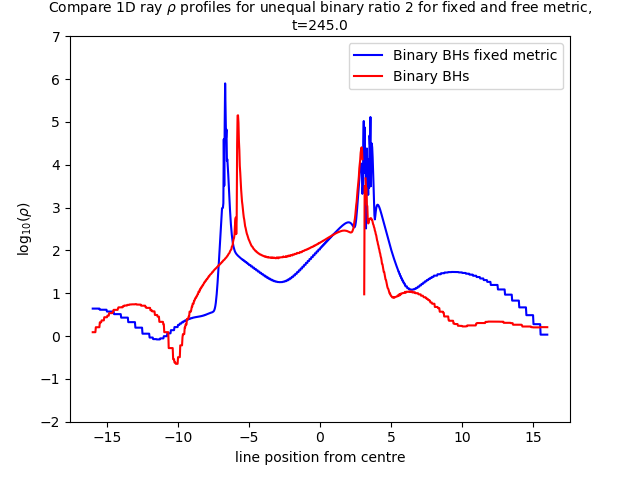 Compare 1D ray ρ profiles for unequal binary ratio 2 for fixed and free metric,
t=245.0
7
6
5
4
3
2
1
0
−1
−2
log₁₀(ρ)
Binary BHs fixed metric
Binary BHs
−15 −10 −5 0 5 10 15
line position from centre